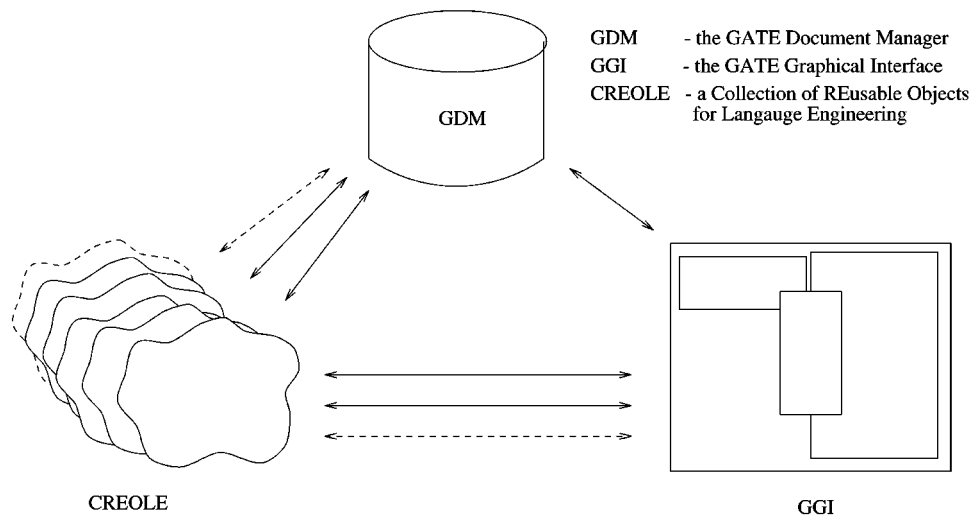 GDM - the GATE Document Manager
GGI - the GATE Graphical Interface
CREOLE - a Collection of REusable Objects
for Langauge Engineering
GDM
CREOLE
GGI